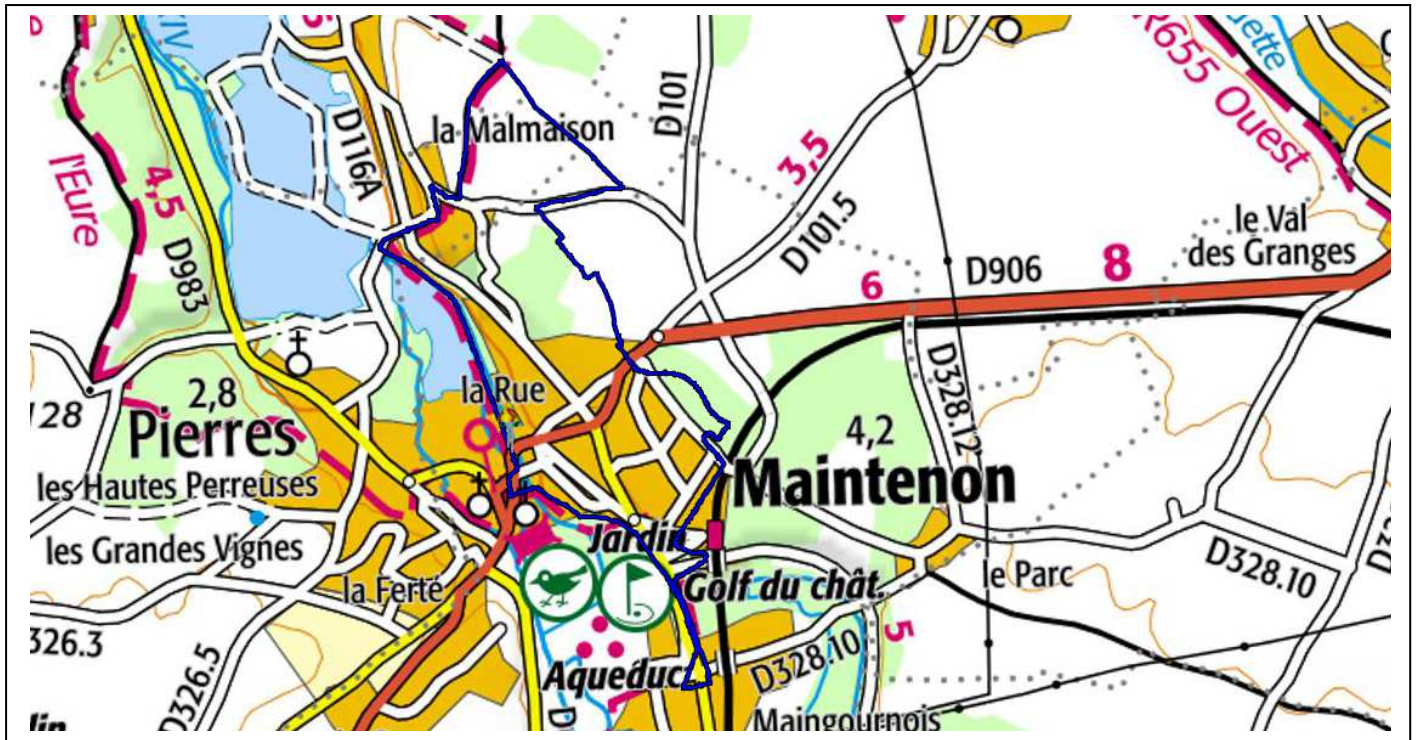 R655 Ouest
uette
D101
la Malmaison
D116A
3,5
l'Eure
4,5
D101.5
le Val
des Granges
D983
D906
8
6
2,8
Pierres
la Rue
D328.12
4,2
Maintenon
les Hautes Perreuses
les Grandes Vignes
Jardin
la Ferté
Golf du chât.
le Parc
D328.10
5
326.3
D326.5
Aqueduc
D328.10
Maingournois